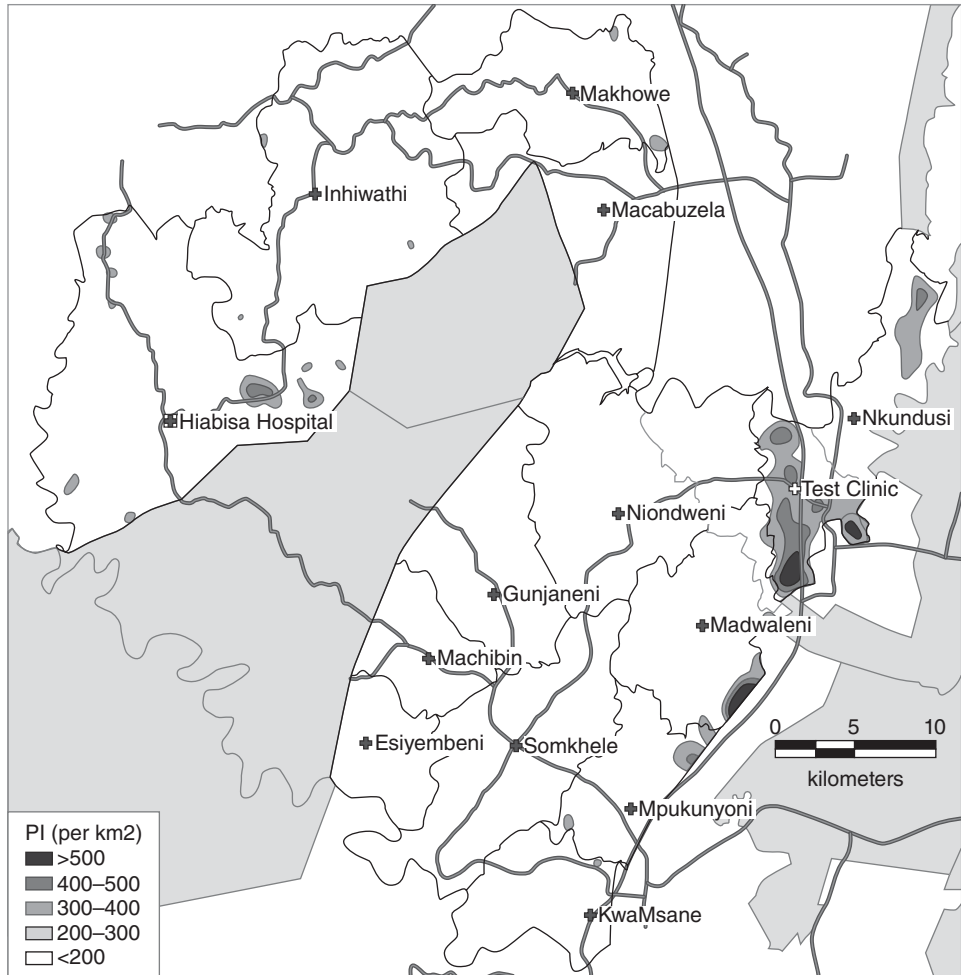 Makhowe
Inhiwathi
Macabuzela
Hiabisa Hospital
Nkundusi
Test Clinic
Niondweni
Gunjaneni
Madwaleni
Machibin
Esiyembeni
Somkhele
0 5 10
kilometers
Mpukunyoni
KwaMsane
PI (per km2)
>500
400–500
300–400
200–300
<200